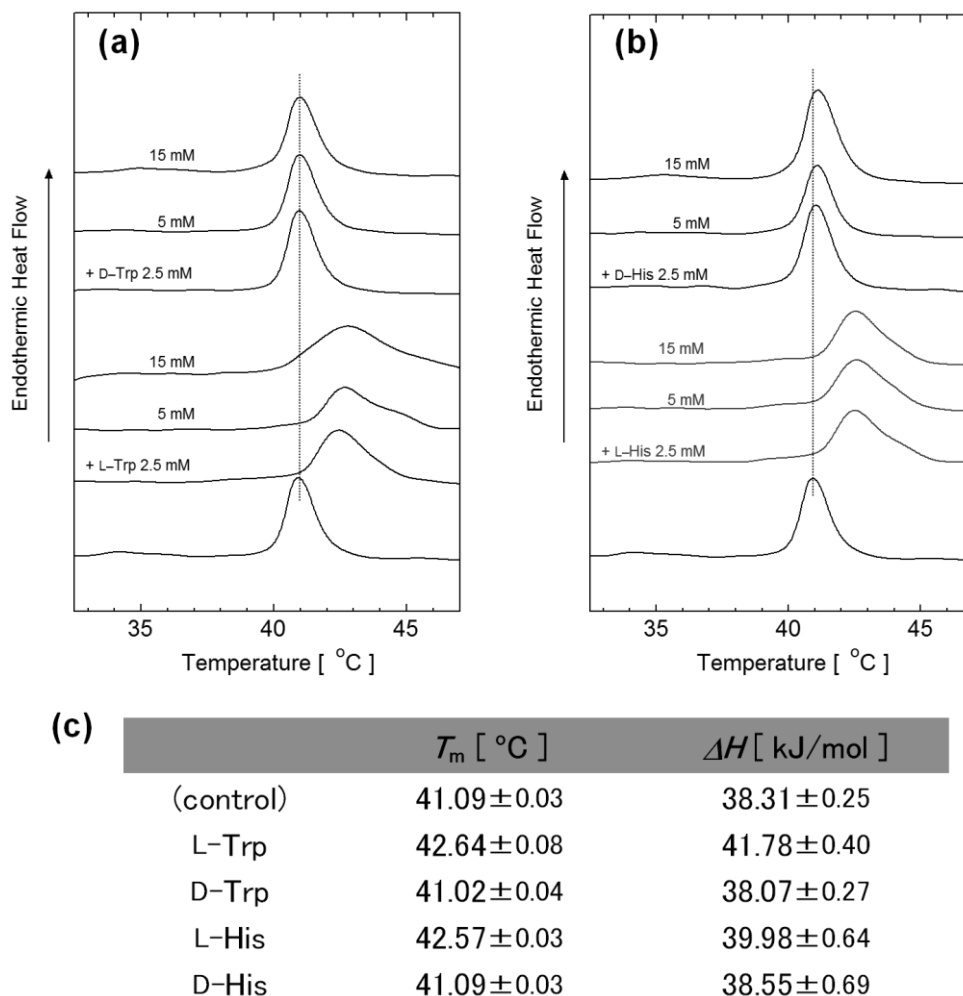 (a)
15 mM
5 mM
+ D–Trp 2.5 mM
15 mM
5 mM
+ L–Trp 2.5 mM
Endothermic Heat Flow
35 40 45
Temperature [ °C ]
(b)
15 mM
5 mM
+ D–His 2.5 mM
15 mM
5 mM
+ L–His 2.5 mM
Endothermic Heat Flow
35 40 45
Temperature [ °C ]
(c)
Tm [ °C ] ΔH [ kJ/mol ]
(control) 41.09±0.03 38.31±0.25
L-Trp 42.64±0.08 41.78±0.40
D-Trp 41.02±0.04 38.07±0.27
L-His 42.57±0.03 39.98±0.64
D-His 41.09±0.03 38.55±0.69